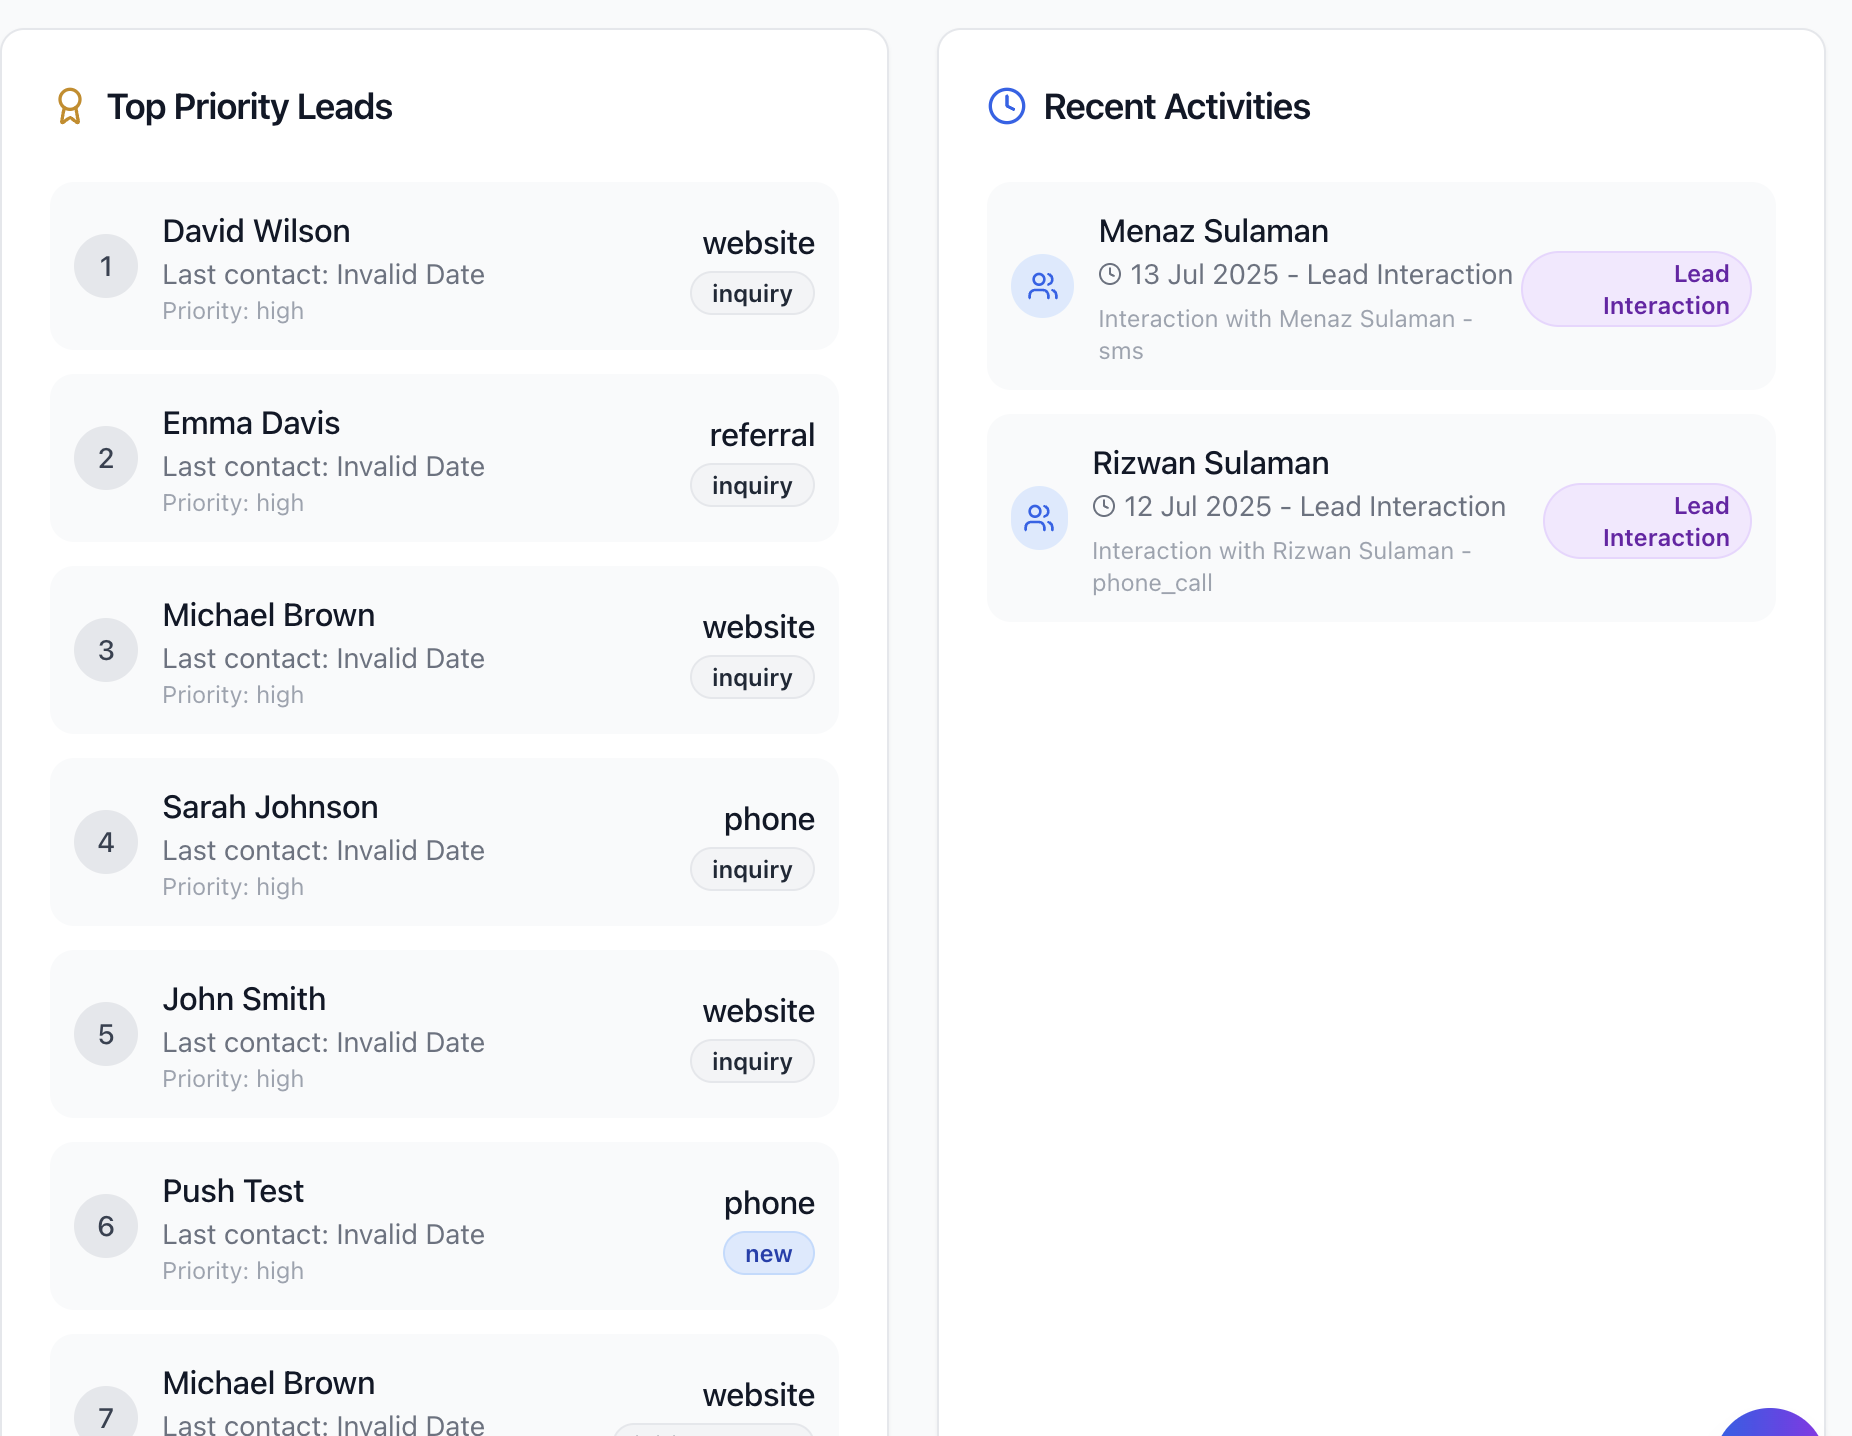 Top Priority Leads
1
David Wilson
Last contact: Invalid Date
Priority: high
website
inquiry
2
Emma Davis
Last contact: Invalid Date
Priority: high
referral
inquiry
3
Michael Brown
Last contact: Invalid Date
Priority: high
website
inquiry
4
Sarah Johnson
Last contact: Invalid Date
Priority: high
phone
inquiry
5
John Smith
Last contact: Invalid Date
Priority: high
website
inquiry
6
Push Test
Last contact: Invalid Date
Priority: high
phone
new
7
Michael Brown
Last contact: Invalid Date
website
Recent Activities
Menaz Sulaman
13 Jul 2025 - Lead Interaction
Interaction with Menaz Sulaman -
sms
Lead
Interaction
Rizwan Sulaman
12 Jul 2025 - Lead Interaction
Interaction with Rizwan Sulaman -
phone_call
Lead
Interaction